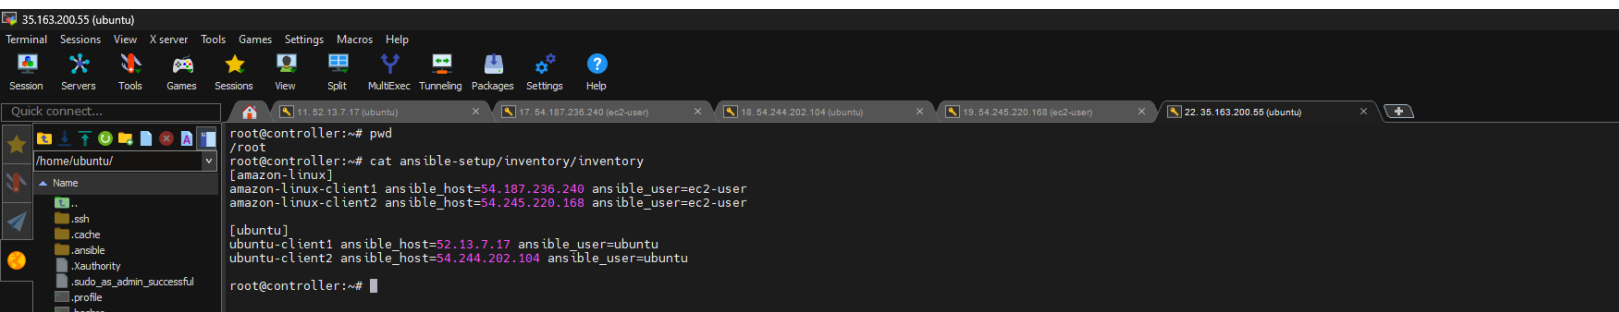 35.163.200.55 (ubuntu)
Terminal Sessions View X server Tools Games Settings Macros Help
Session Servers Tools Games Sessions View Split MultiExec Tunneling Packages Settings Help
Quick connect...
11. 52.13.7.17 (ubuntu)
17. 54.187.236.240 (ec2-user)
18. 54.244.202.104 (ubuntu)
19. 54.245.220.168 (ec2-user)
22. 35.163.200.55 (ubuntu)
/home/ubuntu/
Name
..
.ssh
.cache
.ansible
.Xauthority
.sudo_as_admin_successful
.profile
root@controller:~# pwd
/root
root@controller:~# cat ansible-setup/inventory/inventory
[amazon-linux]
amazon-linux-client1 ansible_host=54.187.236.240 ansible_user=ec2-user
amazon-linux-client2 ansible_host=54.245.220.168 ansible_user=ec2-user
[ubuntu]
ubuntu-client1 ansible_host=52.13.7.17 ansible_user=ubuntu
ubuntu-client2 ansible_host=54.244.202.104 ansible_user=ubuntu
root@controller:~#